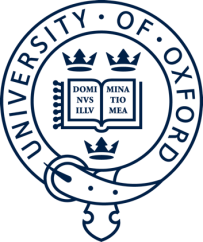 UNIVERSITY · OF · OXFORD
DOMI
NVS
ILLV
MINA
TIO
MEA